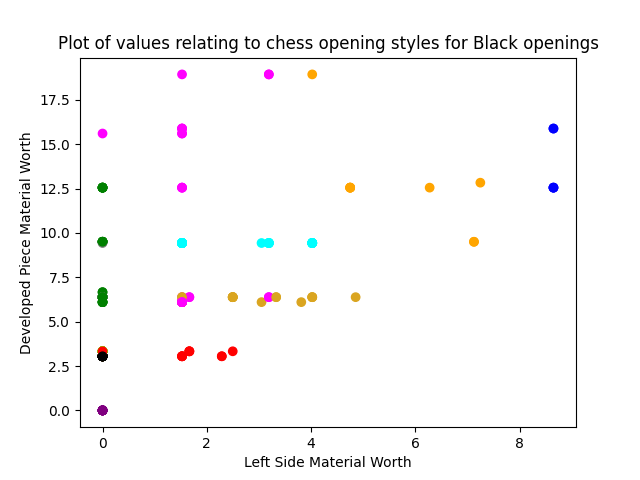 Plot of values relating to chess opening styles for Black openings
Developed Piece Material Worth
17.5
15.0
12.5
10.0
7.5
5.0
2.5
0.0
0 2 4 6 8
Left Side Material Worth